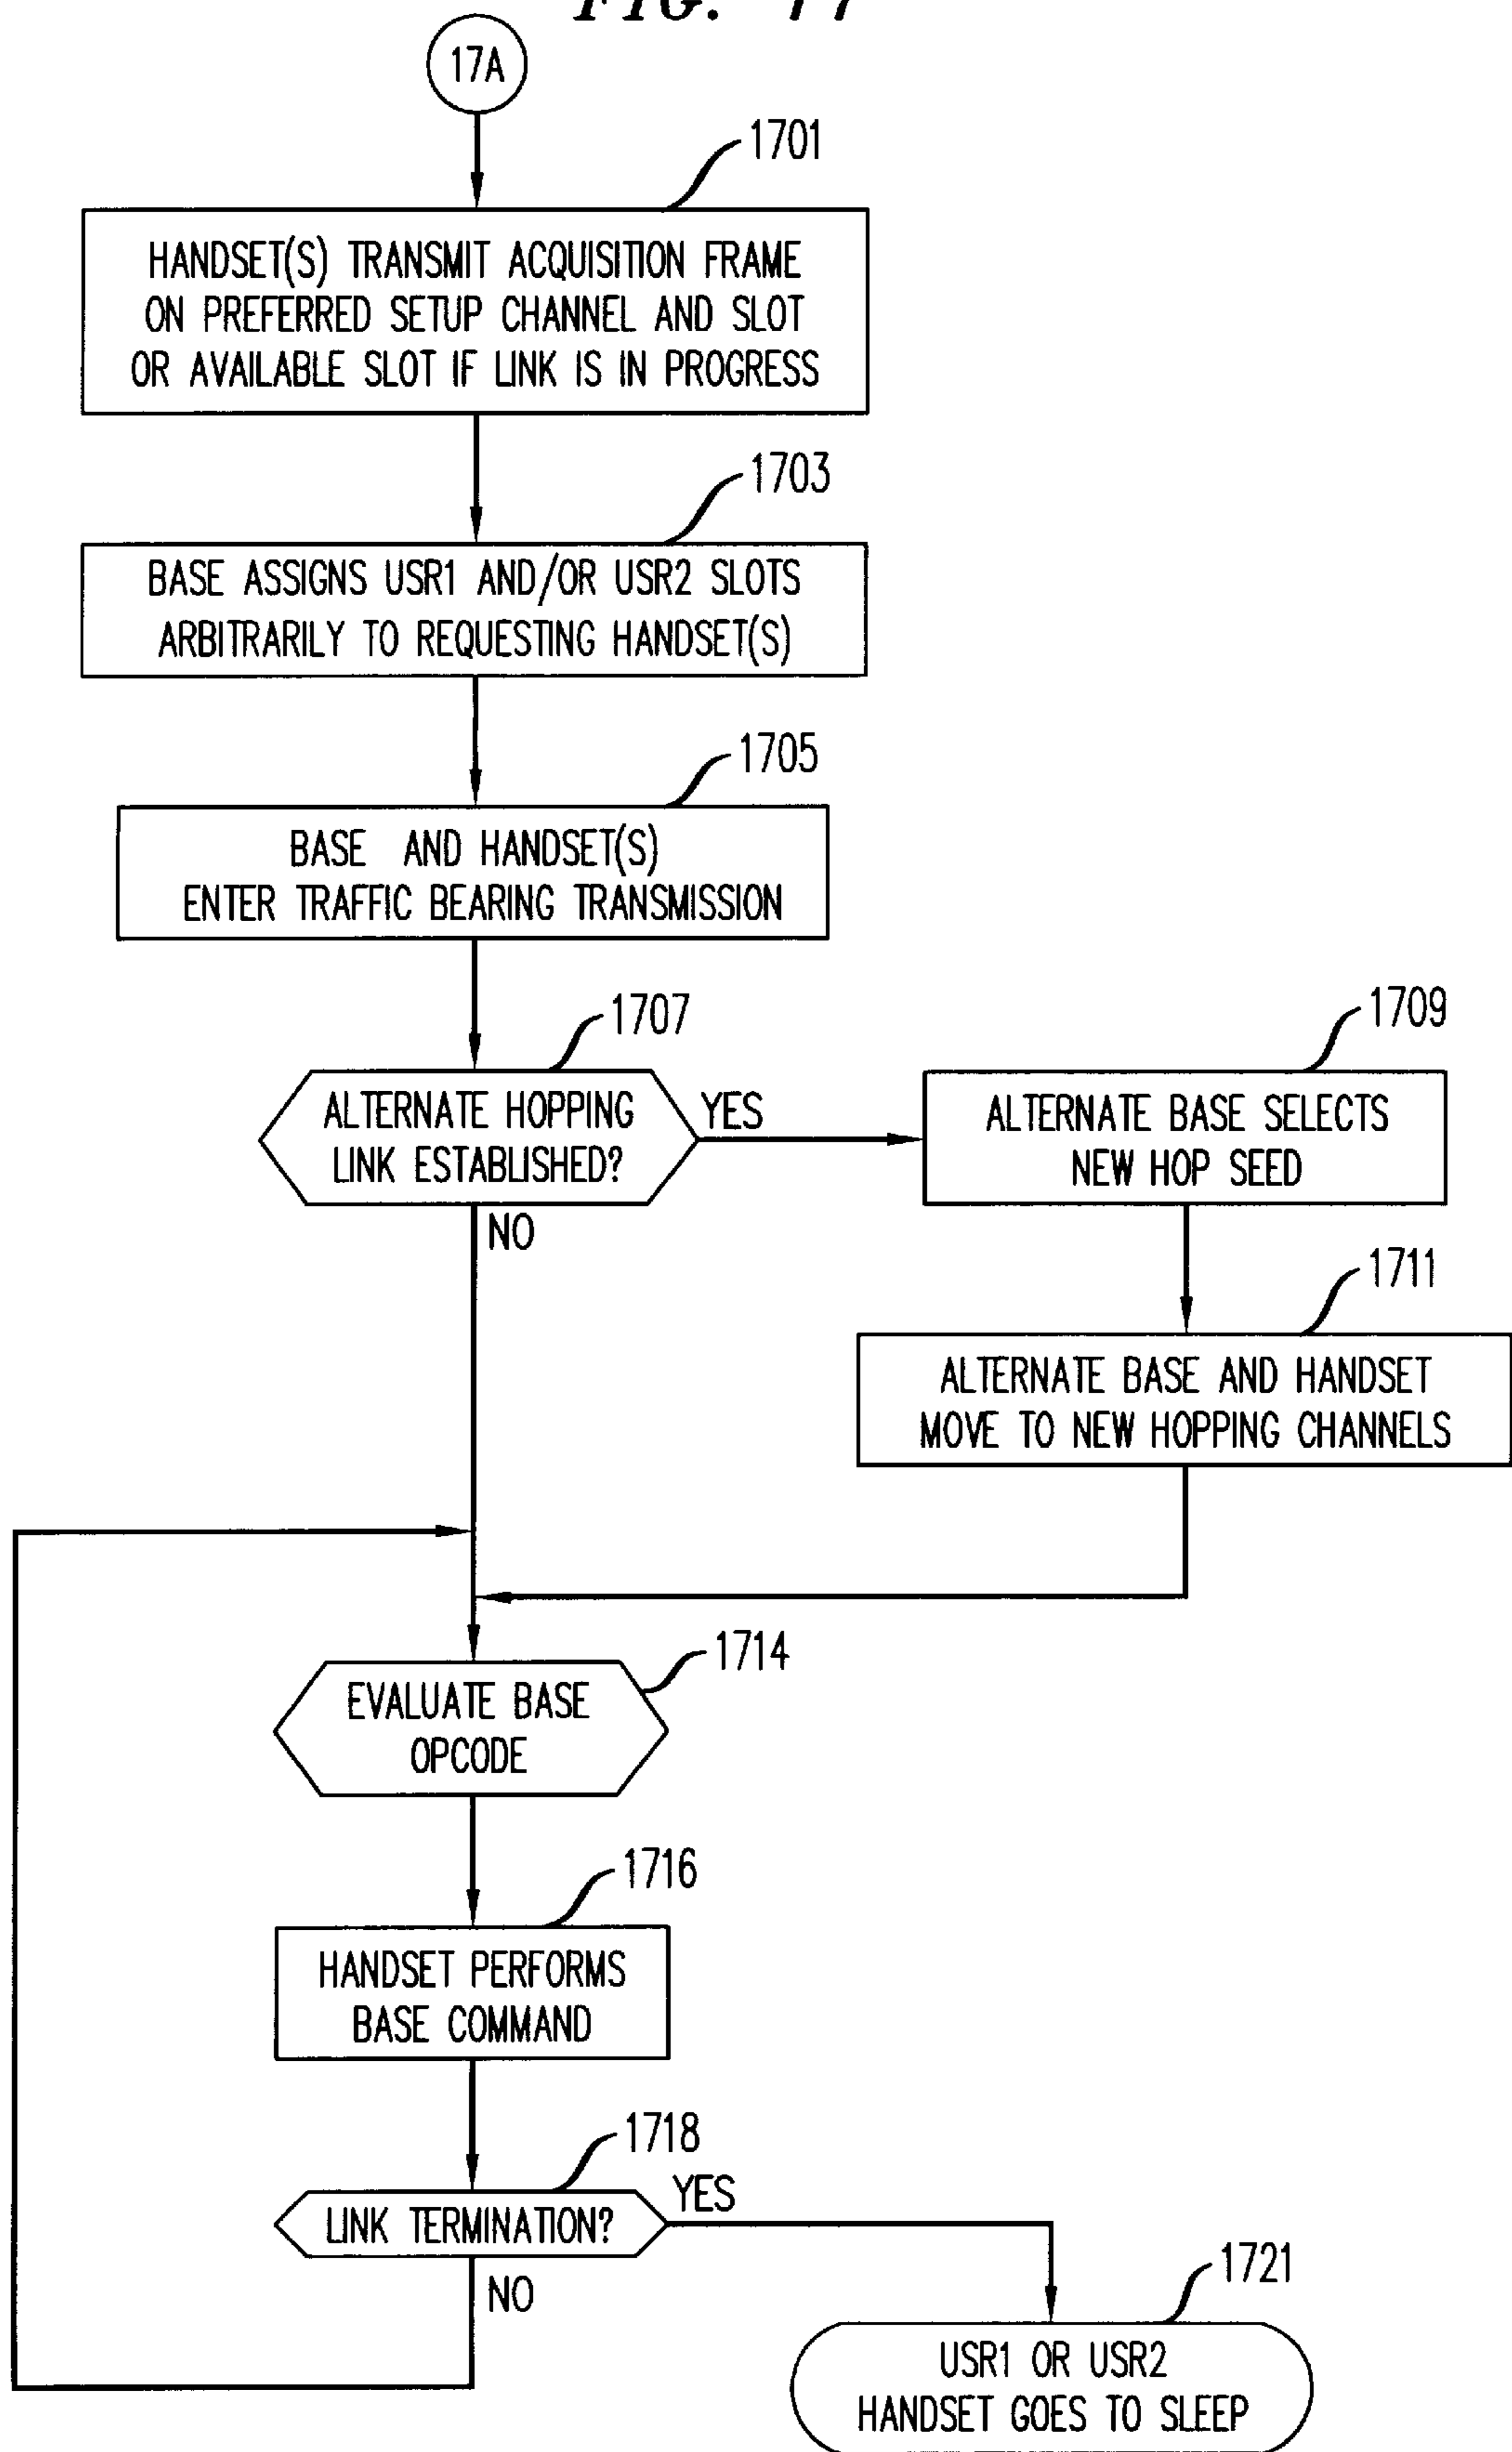 FIG. 17
17A
1701
HANDSET(S) TRANSMIT ACQUISITION FRAME
ON PREFERRED SETUP CHANNEL AND SLOT
OR AVAILABLE SLOT IF LINK IS IN PROGRESS
1703
BASE ASSIGNS USR1 AND/OR USR2 SLOTS
ARBITRARILY TO REQUESTING HANDSET(S)
1705
BASE AND HANDSET(S)
ENTER TRAFFIC BEARING TRANSMISSION
1707
ALTERNATE HOPPING
LINK ESTABLISHED?
YES
NO
1709
ALTERNATE BASE SELECTS
NEW HOP SEED
1711
ALTERNATE BASE AND HANDSET
MOVE TO NEW HOPPING CHANNELS
1714
EVALUATE BASE
OPCODE
1716
HANDSET PERFORMS
BASE COMMAND
1718
LINK TERMINATION?
YES
NO
1721
USR1 OR USR2
HANDSET GOES TO SLEEP